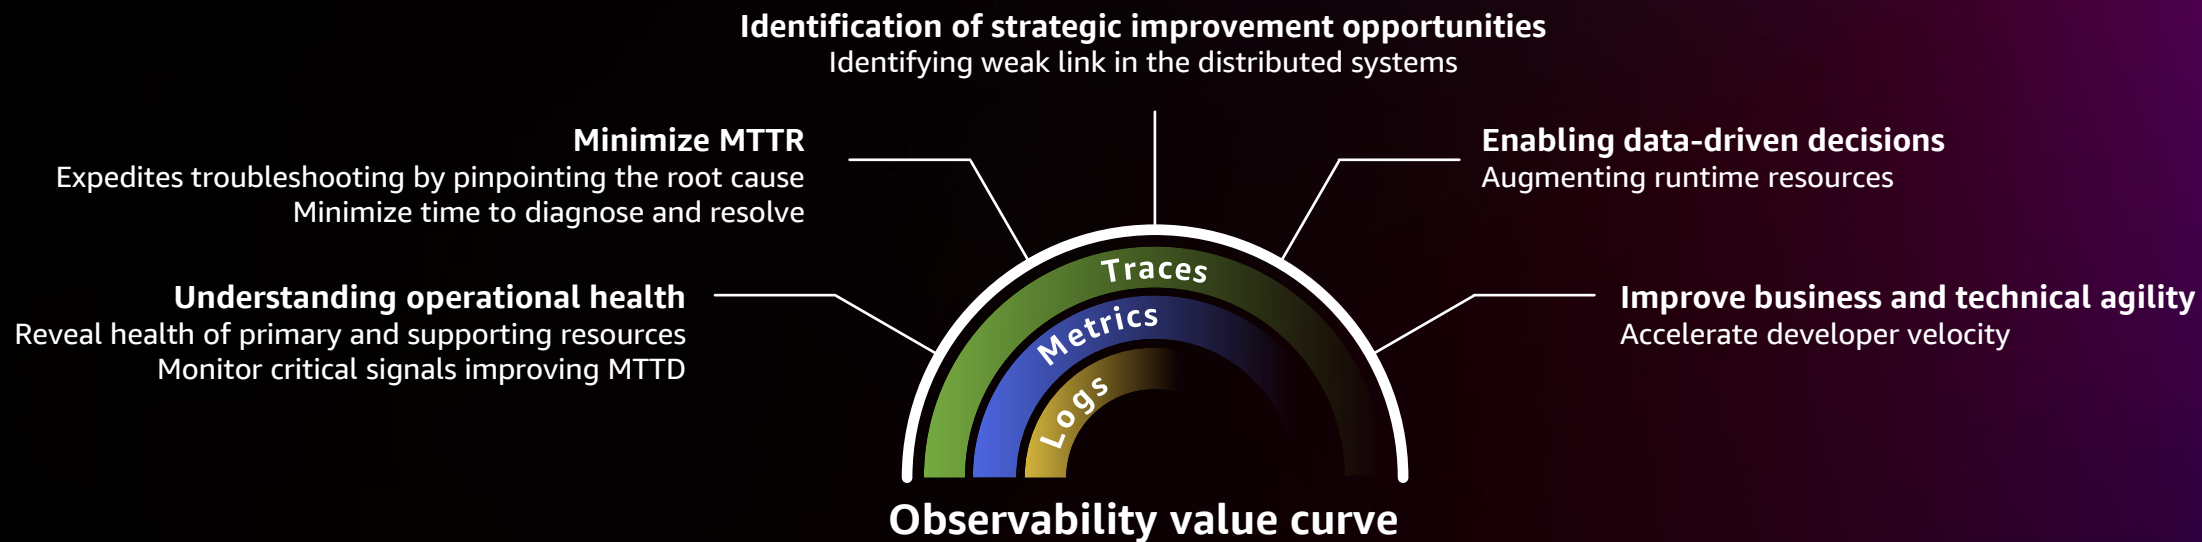 Identification of strategic improvement opportunities
Identifying weak link in the distributed systems
Minimize MTTR
Expedites troubleshooting by pinpointing the root cause
Minimize time to diagnose and resolve
Enabling data-driven decisions
Augmenting runtime resources
Understanding operational health
Reveal health of primary and supporting resources
Monitor critical signals improving MTTD
Improve business and technical agility
Accelerate developer velocity
Traces
Metrics
Logs
Observability value curve